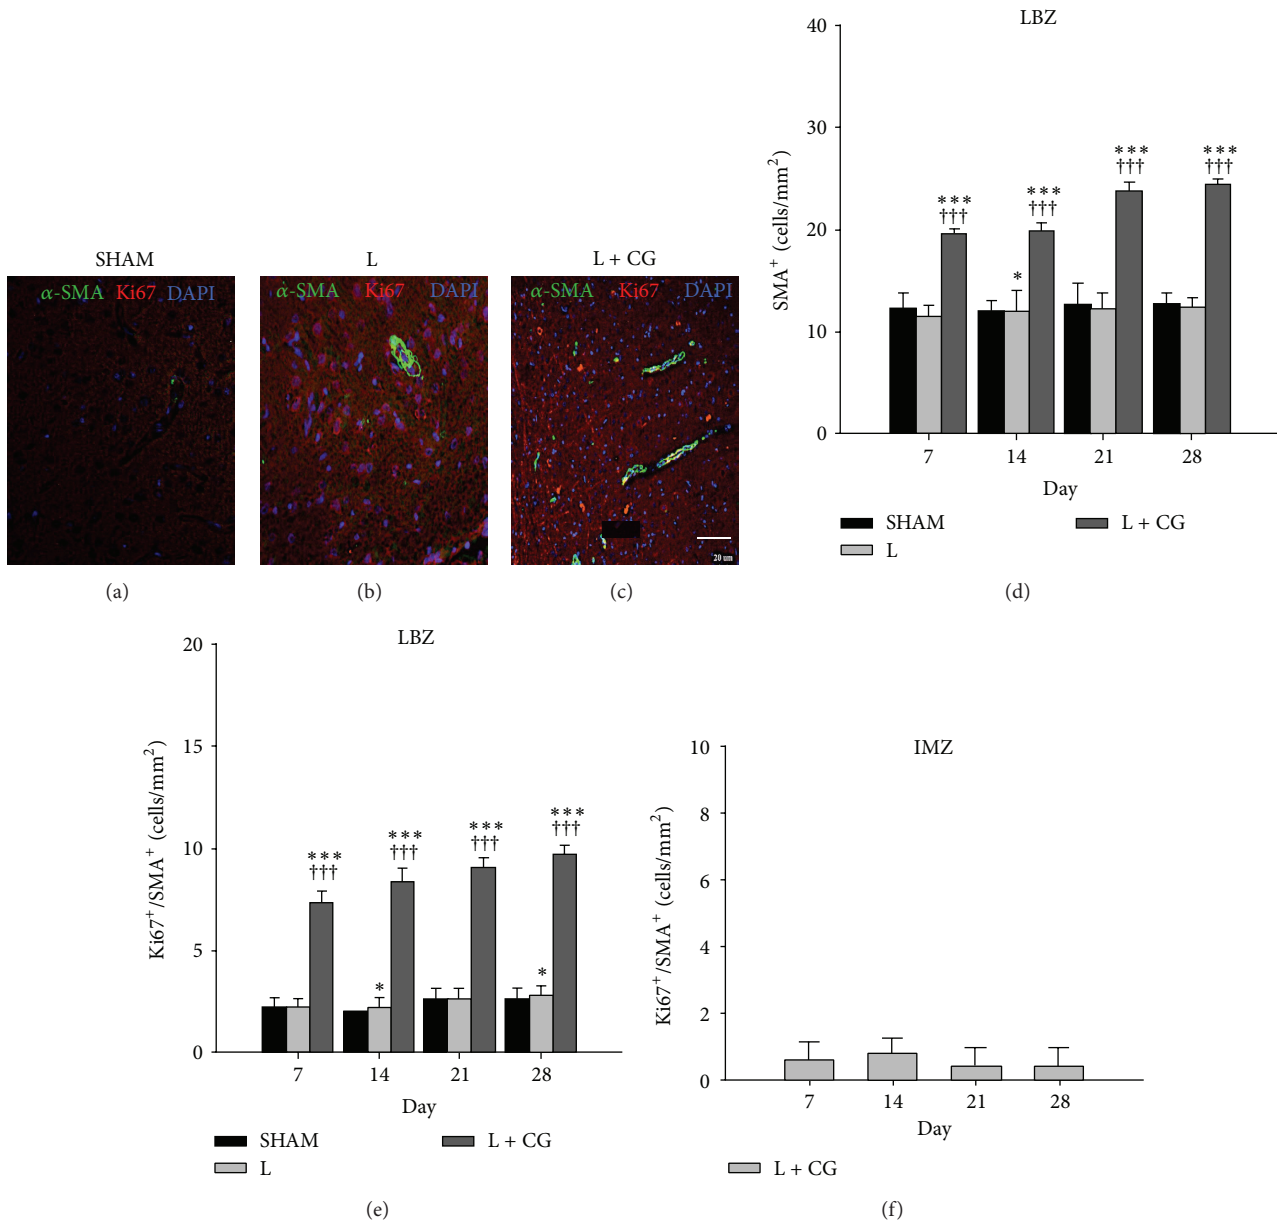 SHAM
α-SMA Ki67 DAPI
(a)
L
α-SMA Ki67 DAPI
(b)
L + CG
α-SMA Ki67 DAPI
20 um
(c)
LBZ
SMA⁺ (cells/mm²)
40
30
20
10
0
***
†††
*
***
†††
***
†††
***
†††
7 14 21 28
Day
SHAM
L
L + CG
(d)
LBZ
Ki67⁺/SMA⁺ (cells/mm²)
20
15
10
5
0
***
†††
*
***
†††
***
†††
*
***
†††
7 14 21 28
Day
SHAM
L
L + CG
(e)
IMZ
Ki67⁺/SMA⁺ (cells/mm²)
10
8
6
4
2
0
7 14 21 28
Day
L + CG
(f)